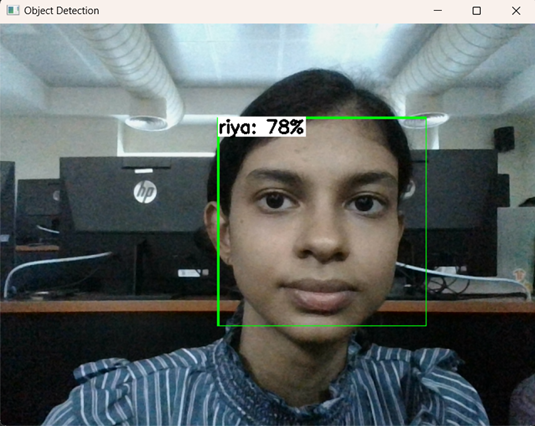 Object Detection
riya: 78%
hp